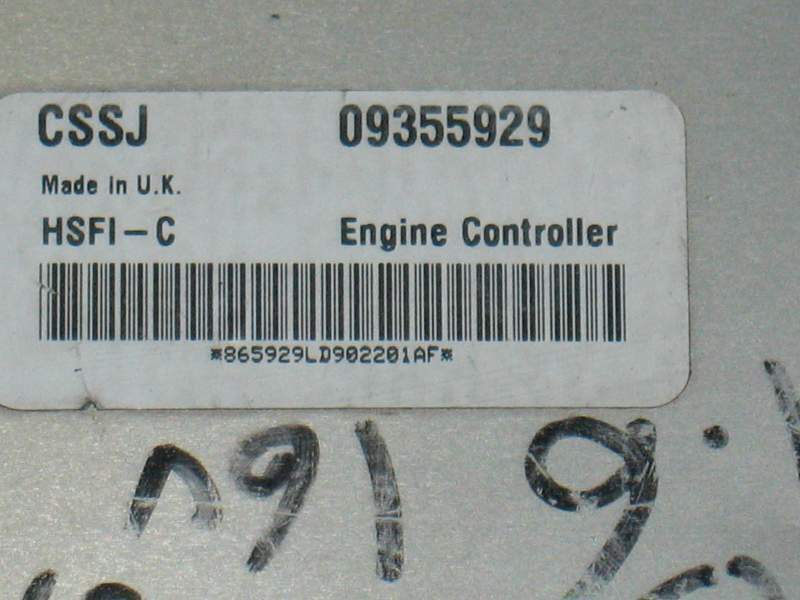 CSSJ 09355929
Made in U.K.
HSFI-C Engine Controller
*865929LD902201AF*